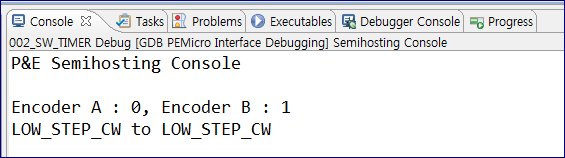 Console Tasks Problems Executables Debugger Console Progress
002_SW_TIMER Debug [GDB PEMicro Interface Debugging] Semihosting Console
P&E Semihosting Console
Encoder A : 0, Encoder B : 1
LOW_STEP_CW to LOW_STEP_CW